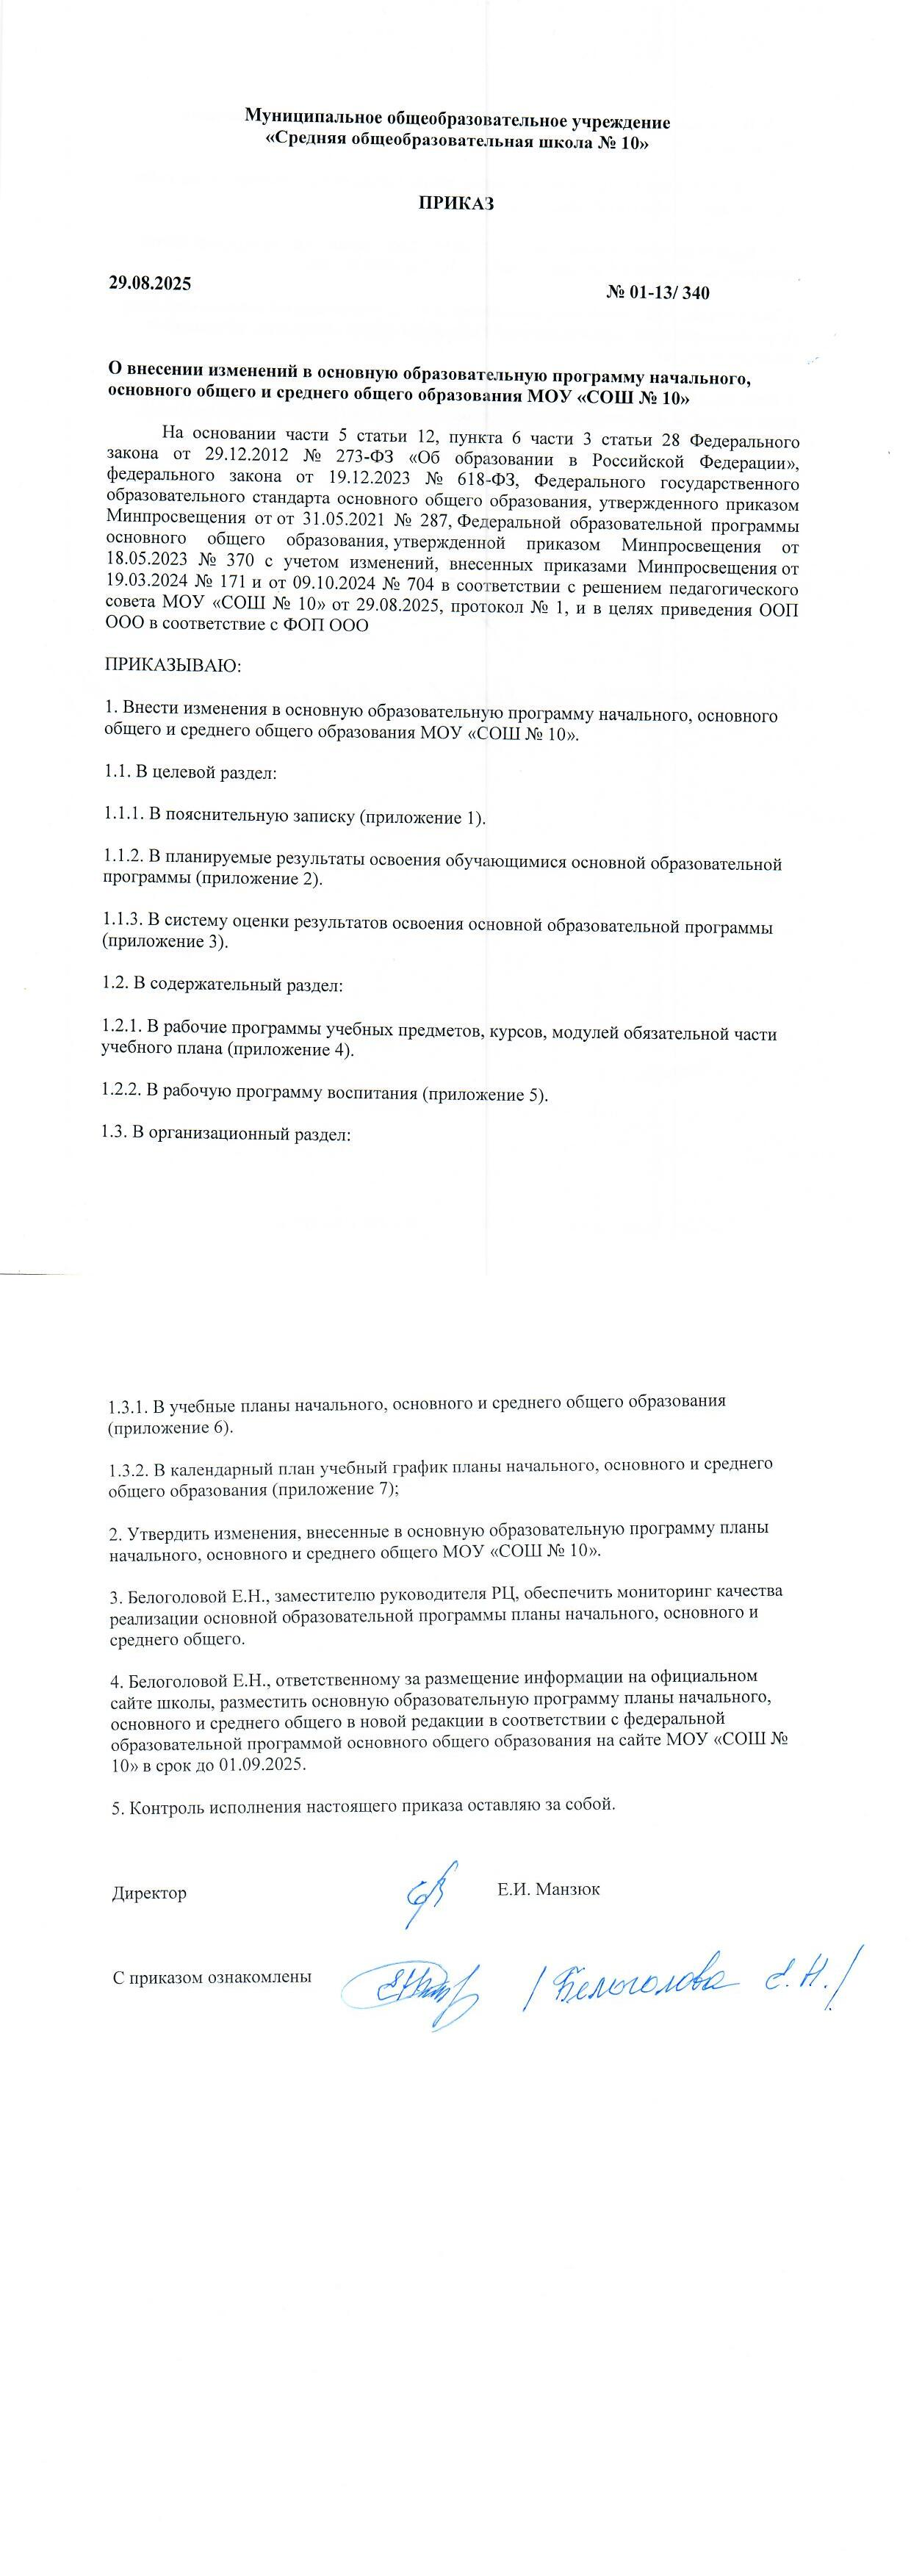 Муниципальное общеобразовательное учреждение
«Средняя общеобразовательная школа № 10»
ПРИКАЗ
29.08.2025
№ 01-13/ 340
О внесении изменений в основную образовательную программу начального,
основного общего и среднего общего образования МОУ «СОШ № 10»
На основании части 5 статьи 12, пункта 6 части 3 статьи 28 Федерального
закона от 29.12.2012 № 273-ФЗ «Об образовании в Российской Федерации»,
федерального закона от 19.12.2023 № 618-ФЗ, Федерального государственного
образовательного стандарта основного общего образования, утвержденного приказом
Минпросвещения от от 31.05.2021 № 287, Федеральной образовательной программы
основного общего образования, утвержденной приказом Минпросвещения от
18.05.2023 № 370 с учетом изменений, внесенных приказами Минпросвещения от
19.03.2024 № 171 и от 09.10.2024 № 704 в соответствии с решением педагогического
совета МОУ «СОШ № 10» от 29.08.2025, протокол № 1, и в целях приведения ООП
ООО в соответствие с ФОП ООО
ПРИКАЗЫВАЮ:
1. Внести изменения в основную образовательную программу начального, основного
общего и среднего общего образования МОУ «СОШ № 10».
1.1. В целевой раздел:
1.1.1. В пояснительную записку (приложение 1).
1.1.2. В планируемые результаты освоения обучающимися основной образовательной
программы (приложение 2).
1.1.3. В систему оценки результатов освоения основной образовательной программы
(приложение 3).
1.2. В содержательный раздел:
1.2.1. В рабочие программы учебных предметов, курсов, модулей обязательной части
учебного плана (приложение 4).
1.2.2. В рабочую программу воспитания (приложение 5).
1.3. В организационный раздел:
1.3.1. В учебные планы начального, основного и среднего общего образования
(приложение 6).
1.3.2. В календарный план учебный график планы начального, основного и среднего
общего образования (приложение 7);
2. Утвердить изменения, внесенные в основную образовательную программу планы
начального, основного и среднего общего МОУ «СОШ № 10».
3. Белоголовой Е.Н., заместителю руководителя РЦ, обеспечить мониторинг качества
реализации основной образовательной программы планы начального, основного и
среднего общего.
4. Белоголовой Е.Н., ответственному за размещение информации на официальном
сайте школы, разместить основную образовательную программу планы начального,
основного и среднего общего в новой редакции в соответствии с федеральной
образовательной программой основного общего образования на сайте МОУ «СОШ №
10» в срок до 01.09.2025.
5. Контроль исполнения настоящего приказа оставляю за собой.
Директор
Е.И. Манзюк
С приказом ознакомлены
/ Белоголова Е.Н. /